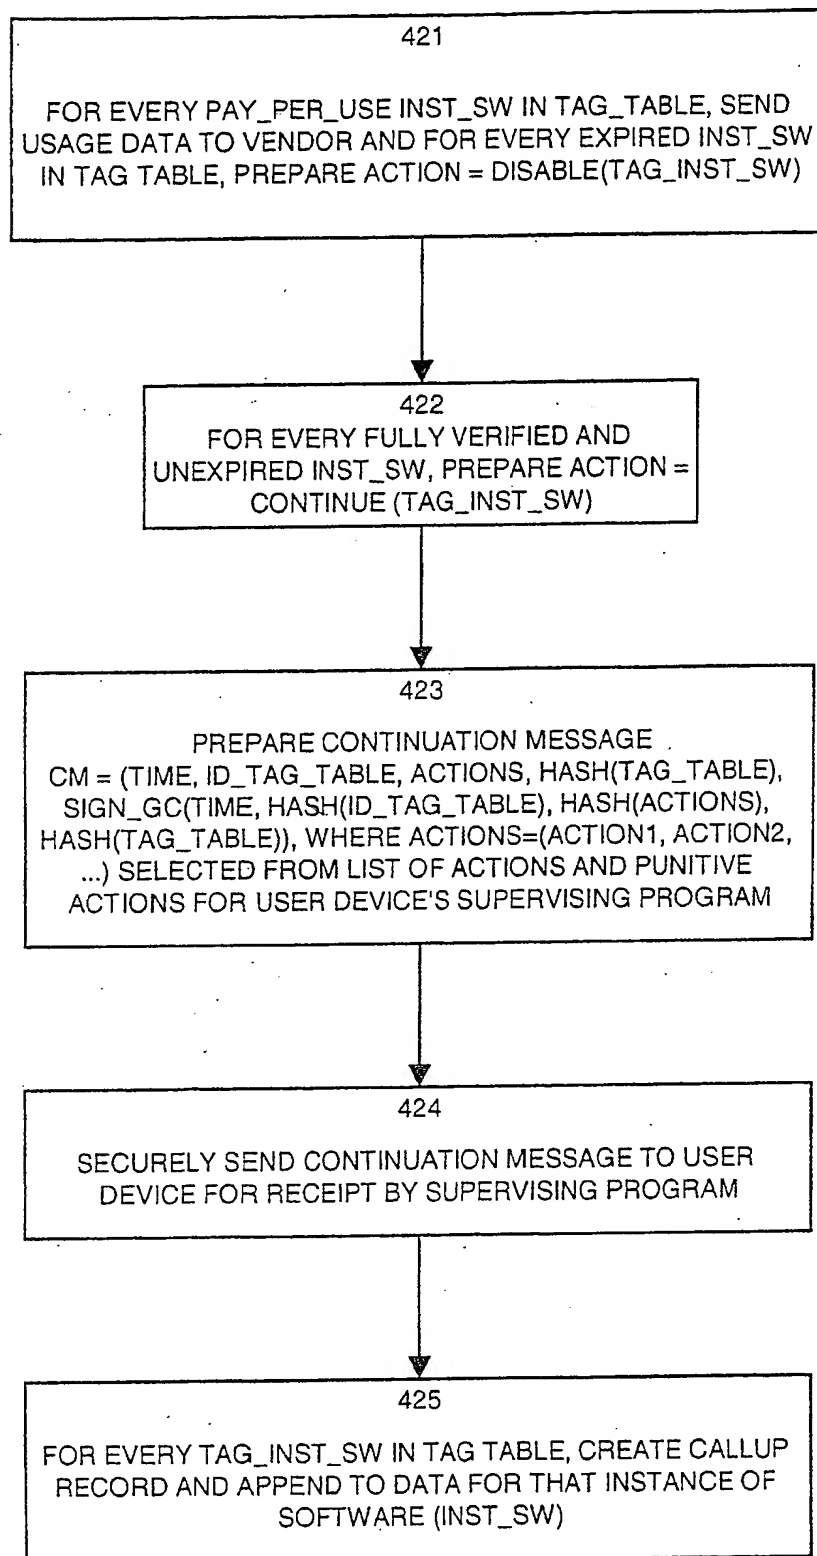 421
FOR EVERY PAY_PER_USE INST_SW IN TAG_TABLE, SEND
USAGE DATA TO VENDOR AND FOR EVERY EXPIRED INST_SW
IN TAG TABLE, PREPARE ACTION = DISABLE(TAG_INST_SW)
422
FOR EVERY FULLY VERIFIED AND
UNEXPIRED INST_SW, PREPARE ACTION =
CONTINUE (TAG_INST_SW)
423
PREPARE CONTINUATION MESSAGE
CM = (TIME, ID_TAG_TABLE, ACTIONS, HASH(TAG_TABLE),
SIGN_GC(TIME, HASH(ID_TAG_TABLE), HASH(ACTIONS),
HASH(TAG_TABLE)), WHERE ACTIONS=(ACTION1, ACTION2,
...) SELECTED FROM LIST OF ACTIONS AND PUNITIVE
ACTIONS FOR USER DEVICE'S SUPERVISING PROGRAM
424
SECURELY SEND CONTINUATION MESSAGE TO USER
DEVICE FOR RECEIPT BY SUPERVISING PROGRAM
425
FOR EVERY TAG_INST_SW IN TAG TABLE, CREATE CALLUP
RECORD AND APPEND TO DATA FOR THAT INSTANCE OF
SOFTWARE (INST_SW)